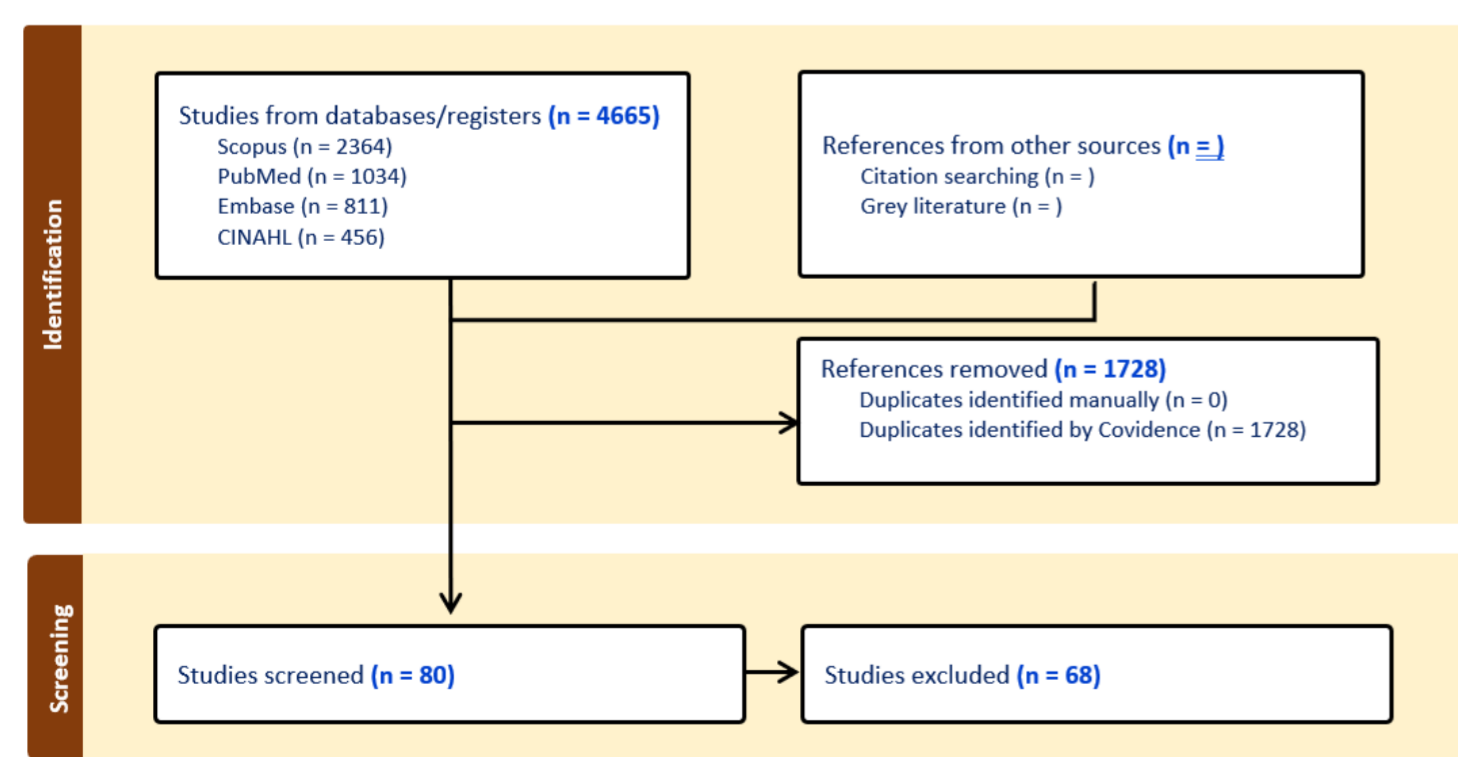 Identification
Studies from databases/registers (n = 4665)
Scopus (n = 2364)
PubMed (n = 1034)
Embase (n = 811)
CINAHL (n = 456)
References from other sources (n = )
Citation searching (n = )
Grey literature (n = )
References removed (n = 1728)
Duplicates identified manually (n = 0)
Duplicates identified by Covidence (n = 1728)
Screening
Studies screened (n = 80)
Studies excluded (n = 68)